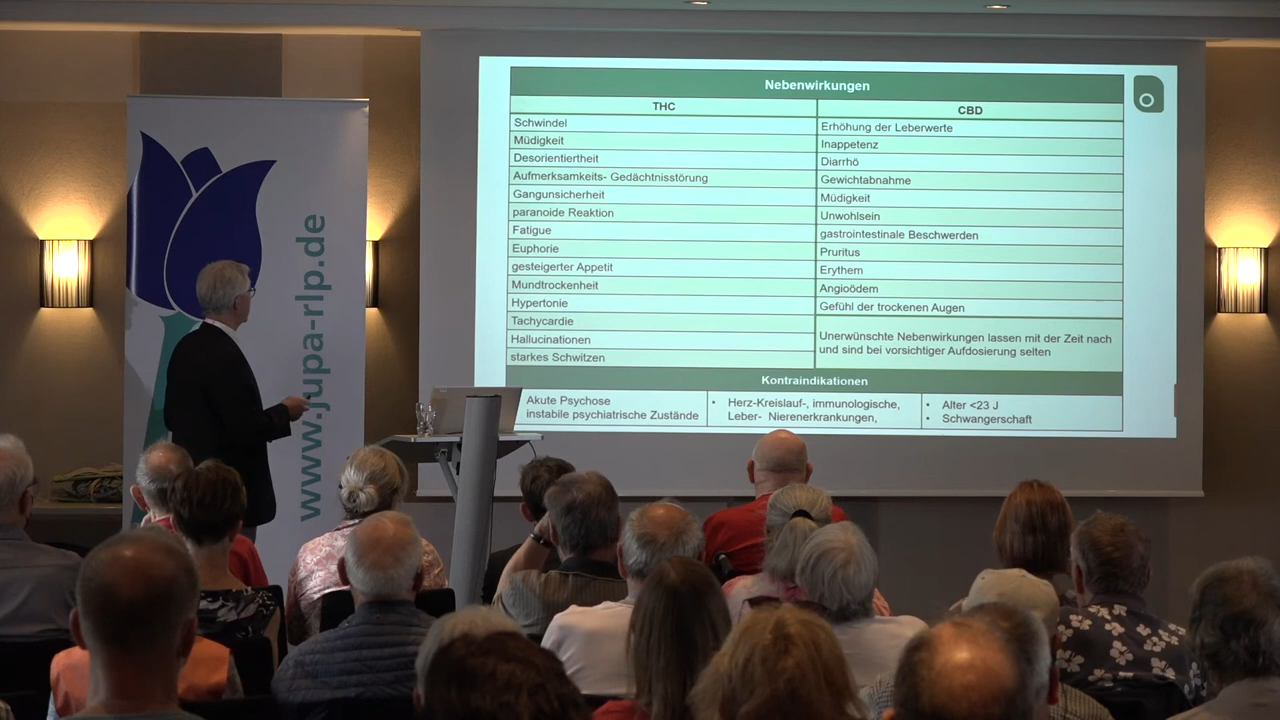 Nebenwirkungen
THC
CBD
Schwindel
Erhöhung der Leberwerte
Müdigkeit
Inappetenz
Desorientiertheit
Diarrhö
Aufmerksamkeits- Gedächtnisstörung
Gewichtabnahme
Gangunsicherheit
Müdigkeit
paranoide Reaktion
Unwohlsein
Fatigue
gastrointestinale Beschwerden
Euphorie
Pruritus
gesteigerter Appetit
Erythem
Mundtrockenheit
Angioödem
Hypertonie
Gefühl der trockenen Augen
Tachycardie
Unerwünschte Nebenwirkungen lassen mit der Zeit nach
und sind bei vorsichtiger Aufdosierung selten
Hallucinationen
starkes Schwitzen
Kontraindikationen
Akute Psychose
instabile psychiatrische Zustände
• Herz-Kreislauf-, immunologische,
Leber- Nierenerkrankungen,
• Alter <23 J
• Schwangerschaft
www.jupa-rlp.de